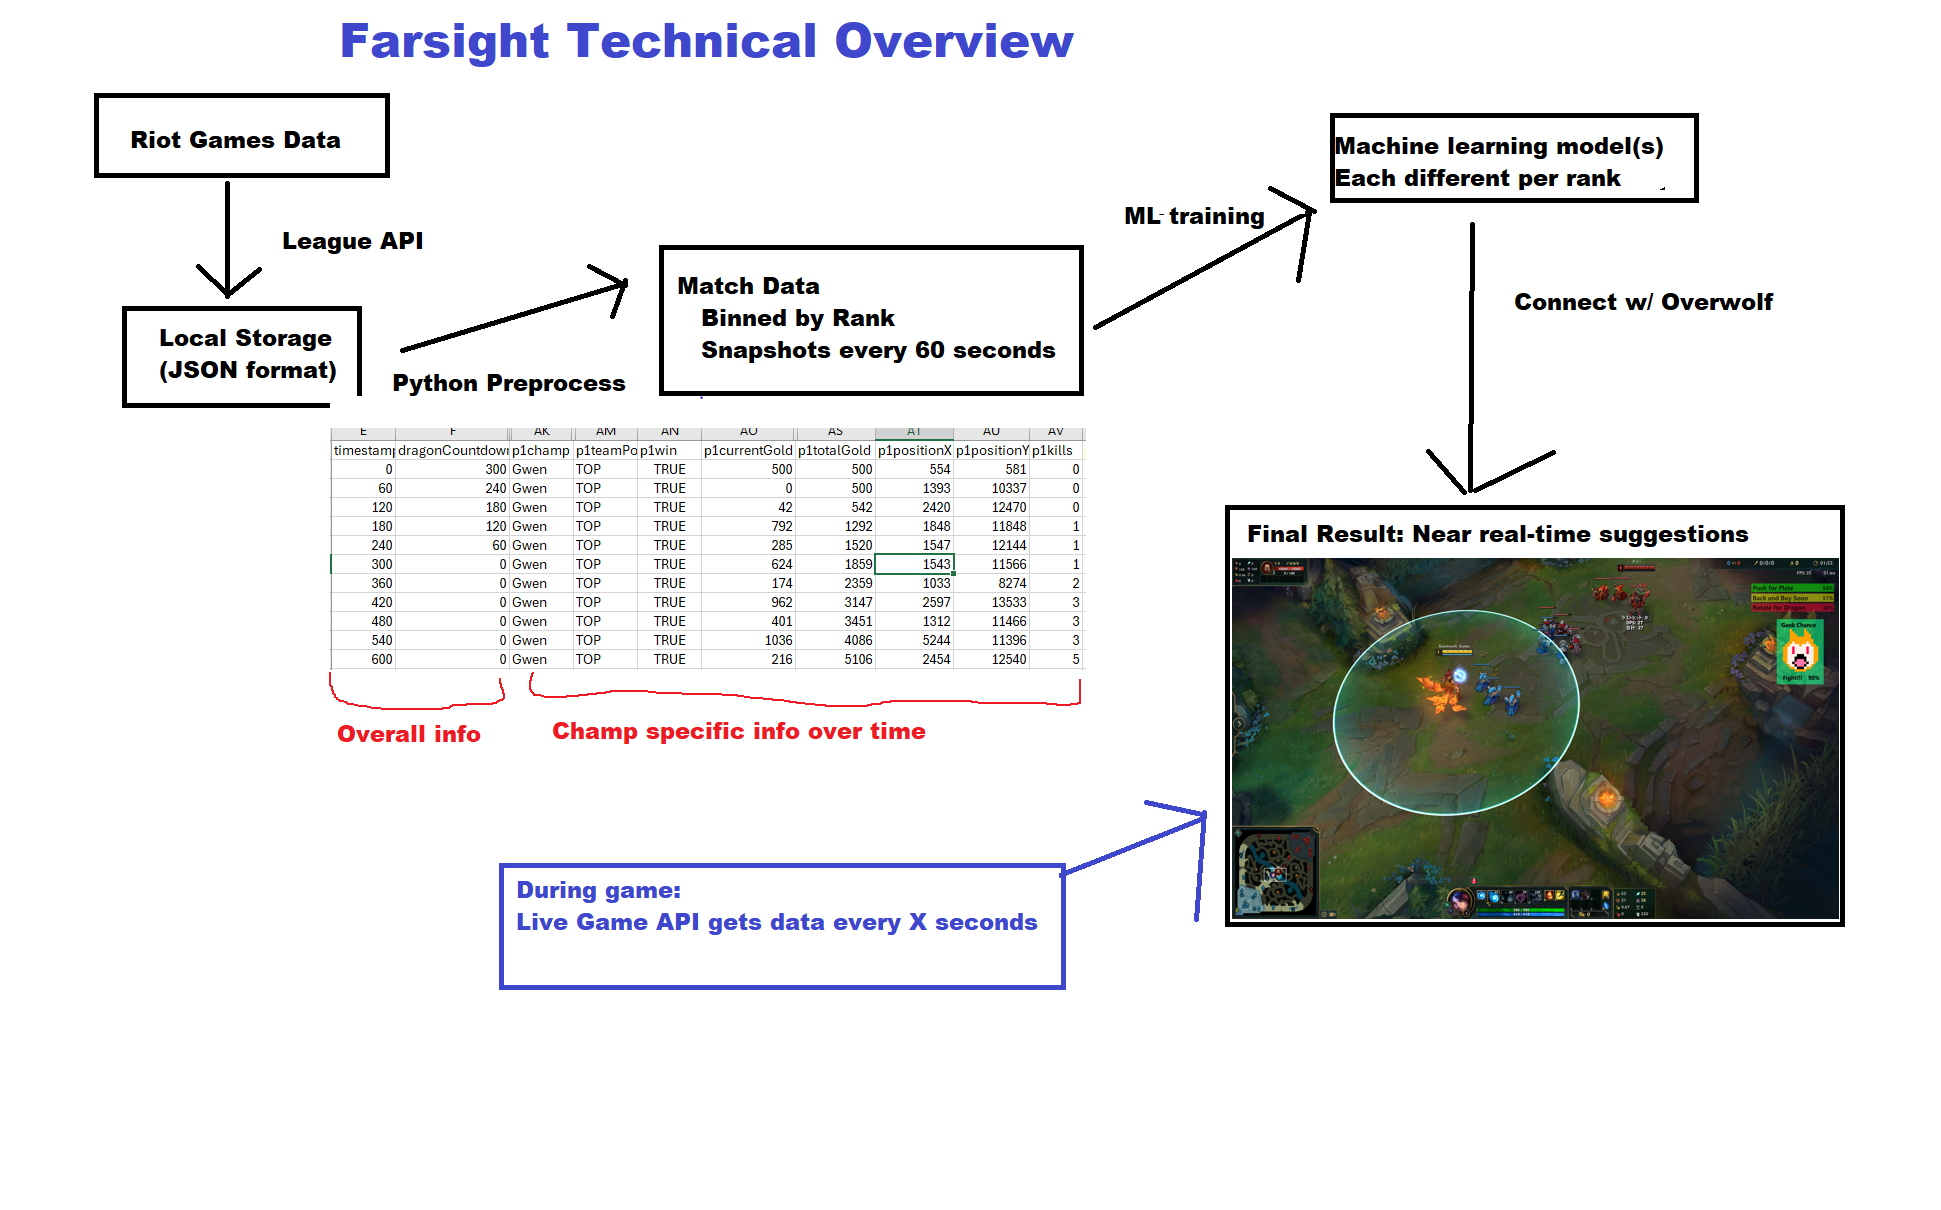 Farsight Technical Overview
Riot Games Data
League API
Local Storage
(JSON format)
Python Preprocess
Match Data
Binned by Rank
Snapshots every 60 seconds
ML training
Machine learning model(s)
Each different per rank
Connect w/ Overwolf
E F AK AM AN AO AS AT AU AV
timestamp dragonCountdown p1champ p1teamPo p1win p1currentGold p1totalGold p1positionX p1positionY p1kills
0 300 Gwen TOP TRUE 500 500 554 581 0
60 240 Gwen TOP TRUE 0 500 1393 10337 0
120 180 Gwen TOP TRUE 42 542 2420 12470 0
180 120 Gwen TOP TRUE 792 1292 1848 11848 1
240 60 Gwen TOP TRUE 285 1520 1547 12144 1
300 0 Gwen TOP TRUE 624 1859 1543 11566 1
360 0 Gwen TOP TRUE 174 2359 1033 8274 2
420 0 Gwen TOP TRUE 962 3147 2597 13533 3
480 0 Gwen TOP TRUE 401 3451 1312 11466 3
540 0 Gwen TOP TRUE 1036 4086 5244 11396 3
600 0 Gwen TOP TRUE 216 5106 2454 12540 5
Overall info
Champ specific info over time
Final Result: Near real-time suggestions
Push for Plate
Back and Buy Soon 51%
Rotate for Dragon
Gank Chance
Fight!!! 90%
During game:
Live Game API gets data every X seconds